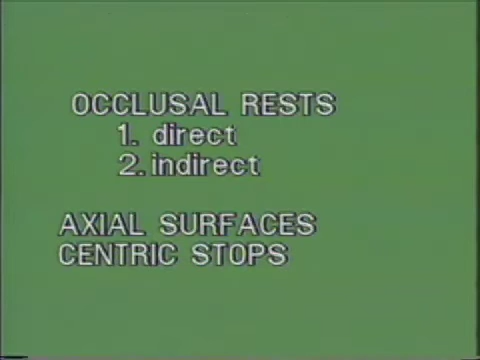 OCCLUSAL RESTS
1. direct
2. indirect
AXIAL SURFACES
CENTRIC STOPS